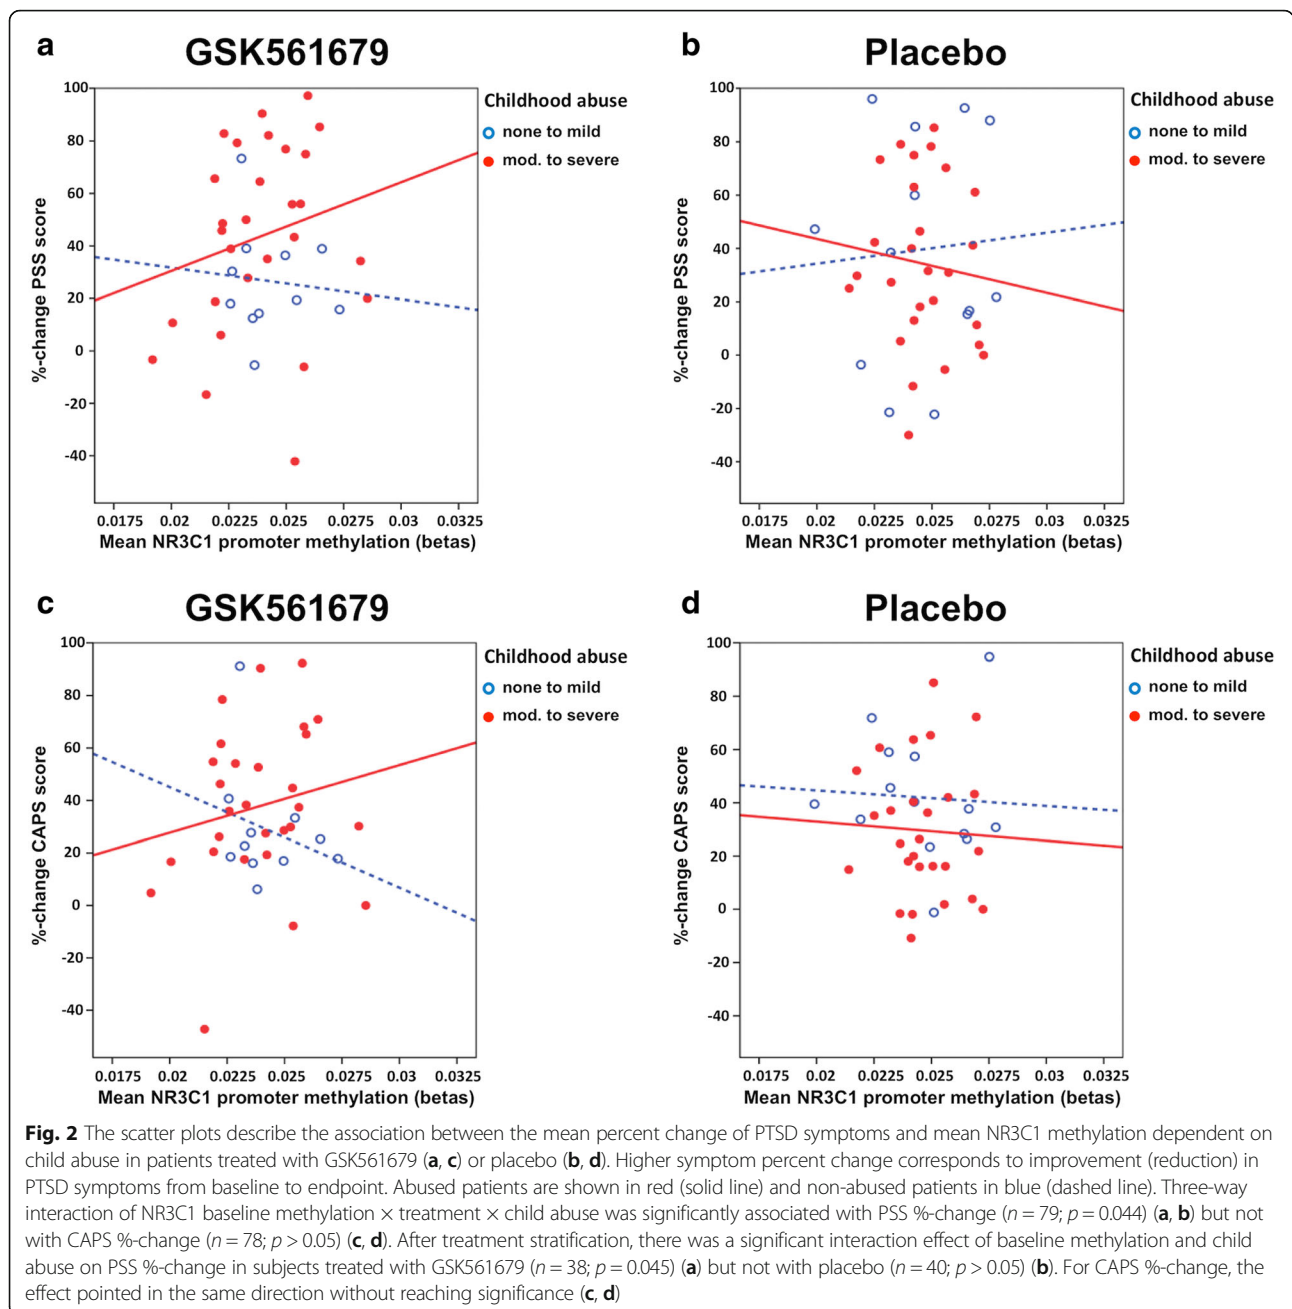 a
GSK561679
b
Placebo
100
80
60
40
20
0
-20
-40
%-change PSS score
0.0175 0.02 0.0225 0.025 0.0275 0.03 0.0325
Mean NR3C1 promoter methylation (betas)
Childhood abuse
none to mild
mod. to severe
100
80
60
40
20
0
-20
-40
%-change PSS score
0.0175 0.02 0.0225 0.025 0.0275 0.03 0.0325
Mean NR3C1 promoter methylation (betas)
Childhood abuse
none to mild
mod. to severe
c
GSK561679
d
Placebo
100
80
60
40
20
0
-20
-40
%-change CAPS score
0.0175 0.02 0.0225 0.025 0.0275 0.03 0.0325
Mean NR3C1 promoter methylation (betas)
Childhood abuse
none to mild
mod. to severe
100
80
60
40
20
0
-20
-40
%-change CAPS score
0.0175 0.02 0.0225 0.025 0.0275 0.03 0.0325
Mean NR3C1 promoter methylation (betas)
Childhood abuse
none to mild
mod. to severe
Fig. 2 The scatter plots describe the association between the mean percent change of PTSD symptoms and mean NR3C1 methylation dependent on
child abuse in patients treated with GSK561679 (a, c) or placebo (b, d). Higher symptom percent change corresponds to improvement (reduction) in
PTSD symptoms from baseline to endpoint. Abused patients are shown in red (solid line) and non-abused patients in blue (dashed line). Three-way
interaction of NR3C1 baseline methylation × treatment × child abuse was significantly associated with PSS %-change (n = 79; p = 0.044) (a, b) but not
with CAPS %-change (n = 78; p > 0.05) (c, d). After treatment stratification, there was a significant interaction effect of baseline methylation and child
abuse on PSS %-change in subjects treated with GSK561679 (n = 38; p = 0.045) (a) but not with placebo (n = 40; p > 0.05) (b). For CAPS %-change, the
effect pointed in the same direction without reaching significance (c, d)